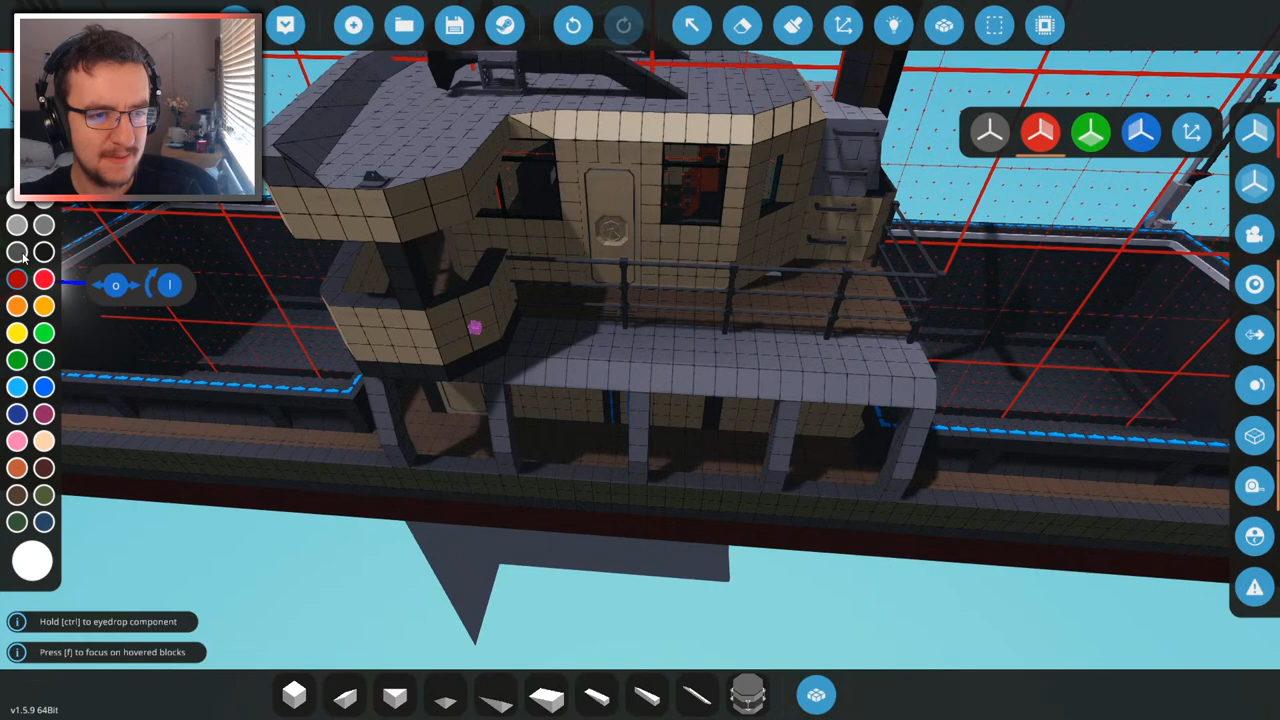 Hold [ctrl] to eyedrop component
Press [f] to focus on hovered blocks
v1.5.9 64Bit